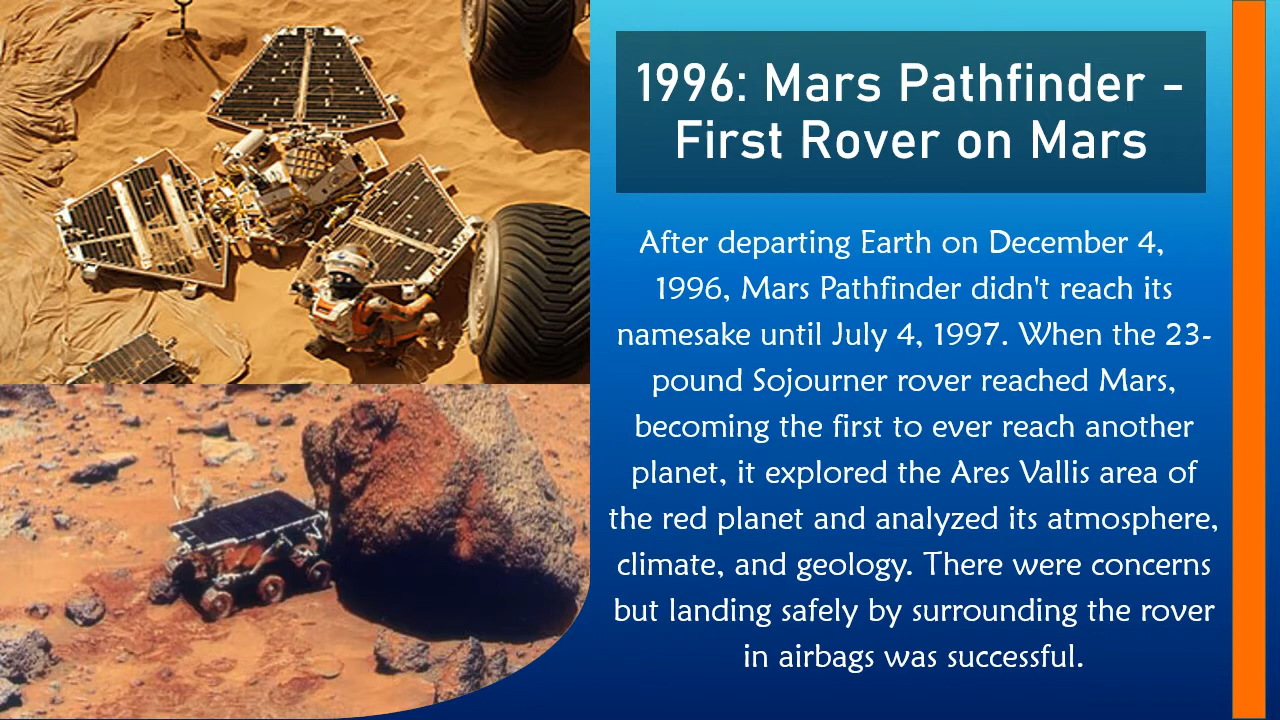 1996: Mars Pathfinder -
First Rover on Mars
After departing Earth on December 4,
1996, Mars Pathfinder didn't reach its
namesake until July 4, 1997. When the 23-
pound Sojourner rover reached Mars,
becoming the first to ever reach another
planet, it explored the Ares Vallis area of
the red planet and analyzed its atmosphere,
climate, and geology. There were concerns
but landing safely by surrounding the rover
in airbags was successful.